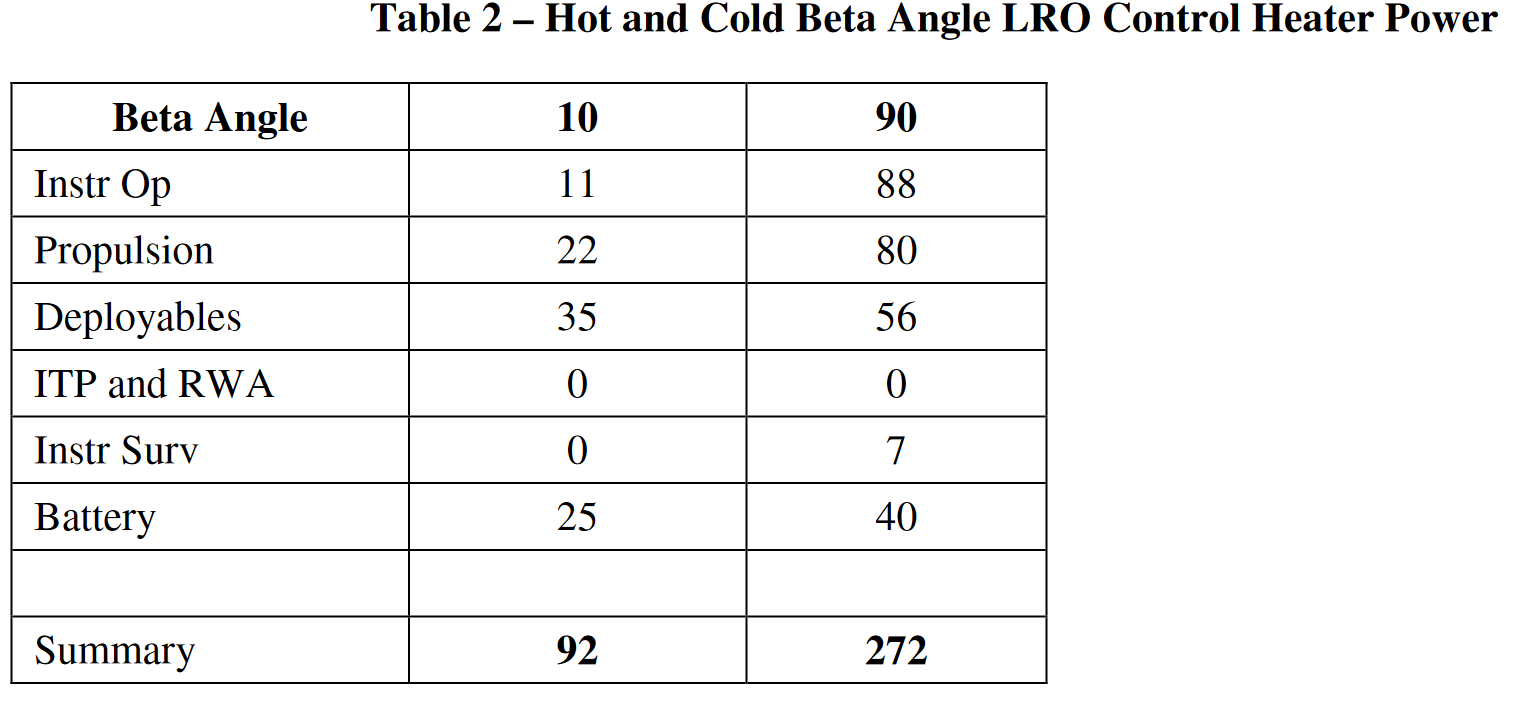 Table 2 – Hot and Cold Beta Angle LRO Control Heater Power
Beta Angle 10 90
Instr Op 11 88
Propulsion 22 80
Deployables 35 56
ITP and RWA 0 0
Instr Surv 0 7
Battery 25 40
Summary 92 272